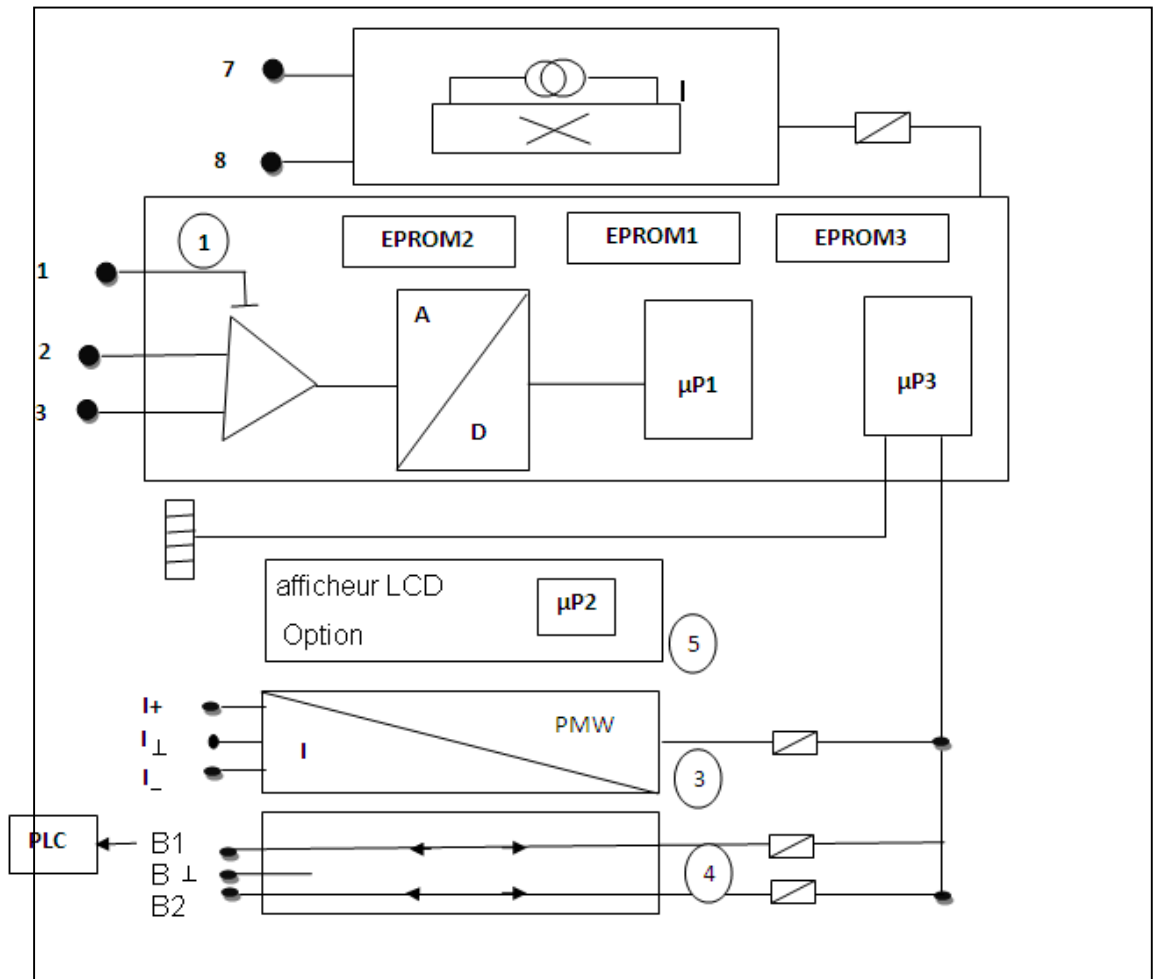 7
I
8
1
EPROM2
EPROM1
EPROM3
1
2
3
A
D
µP1
µP3
afficheur LCD
Option
µP2
5
I+
I⊥
I_
I
PMW
3
PLC
B1
B ⊥
B2
4